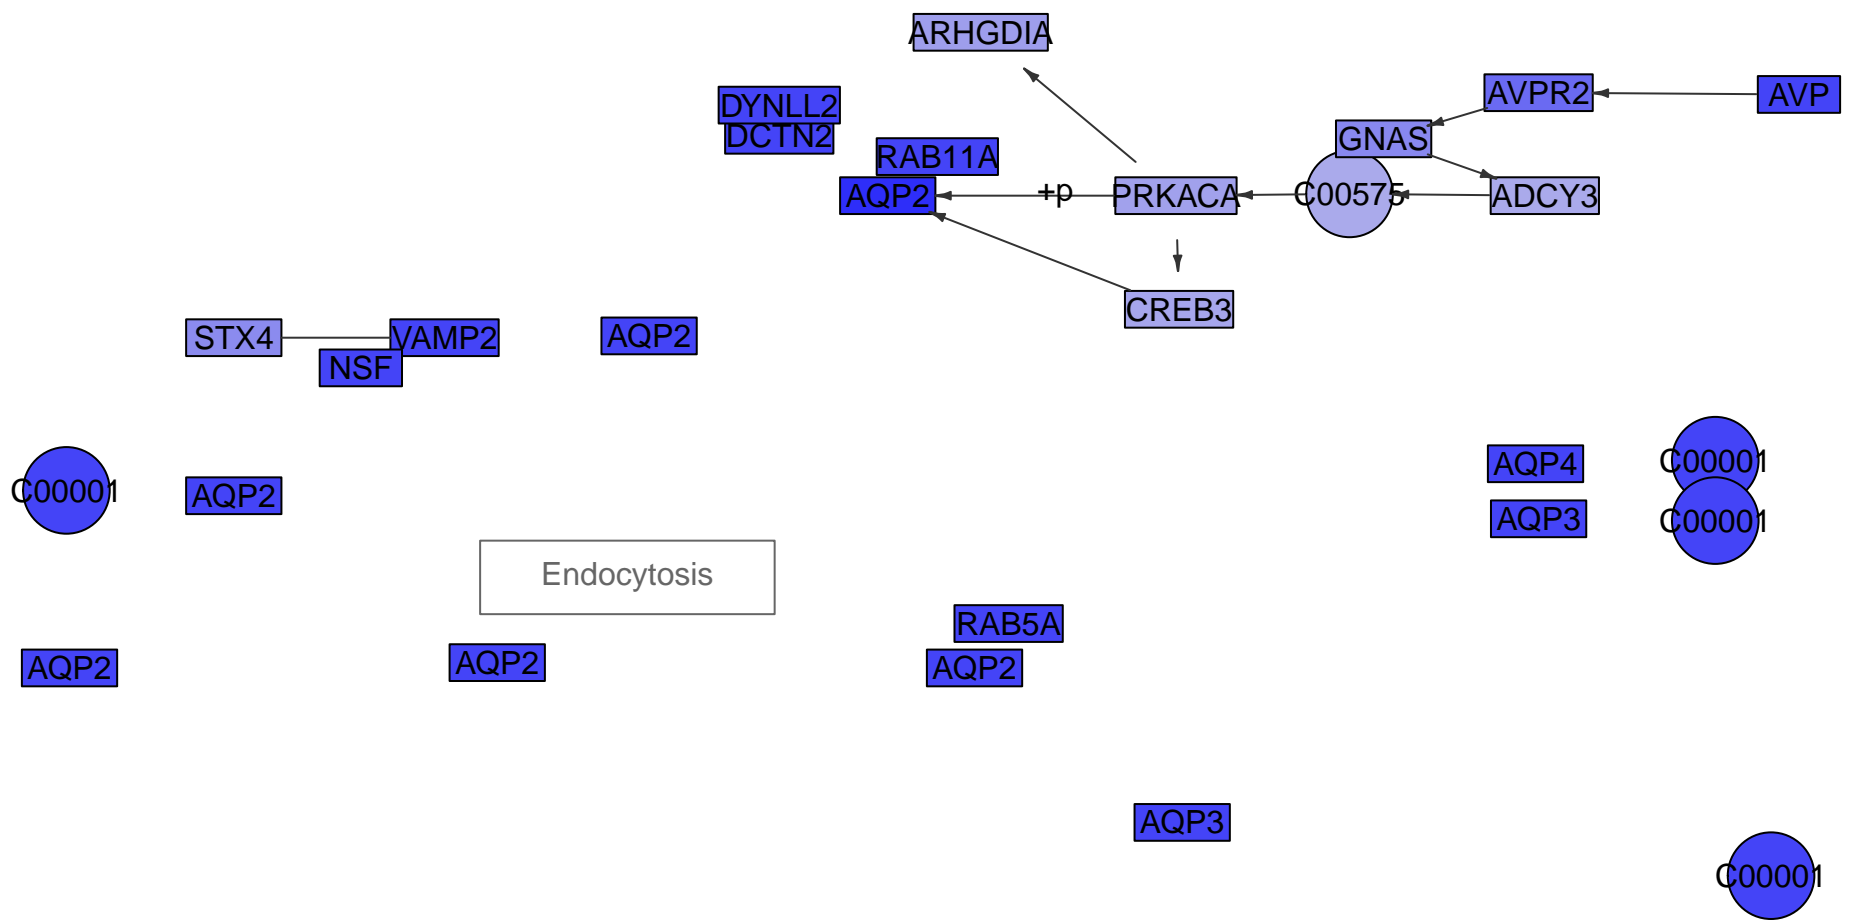 ARHGDIA
AVPR2
AVP
DYNLL2
DCTN2
GNAS
RAB11A
AQP2
+p
PRKACA
C00575
ADCY3
CREB3
STX4
VAMP2
AQP2
NSF
C00001
AQP2
AQP4
C00001
AQP3
C00001
Endocytosis
RAB5A
AQP2
AQP2
AQP2
AQP3
C00001